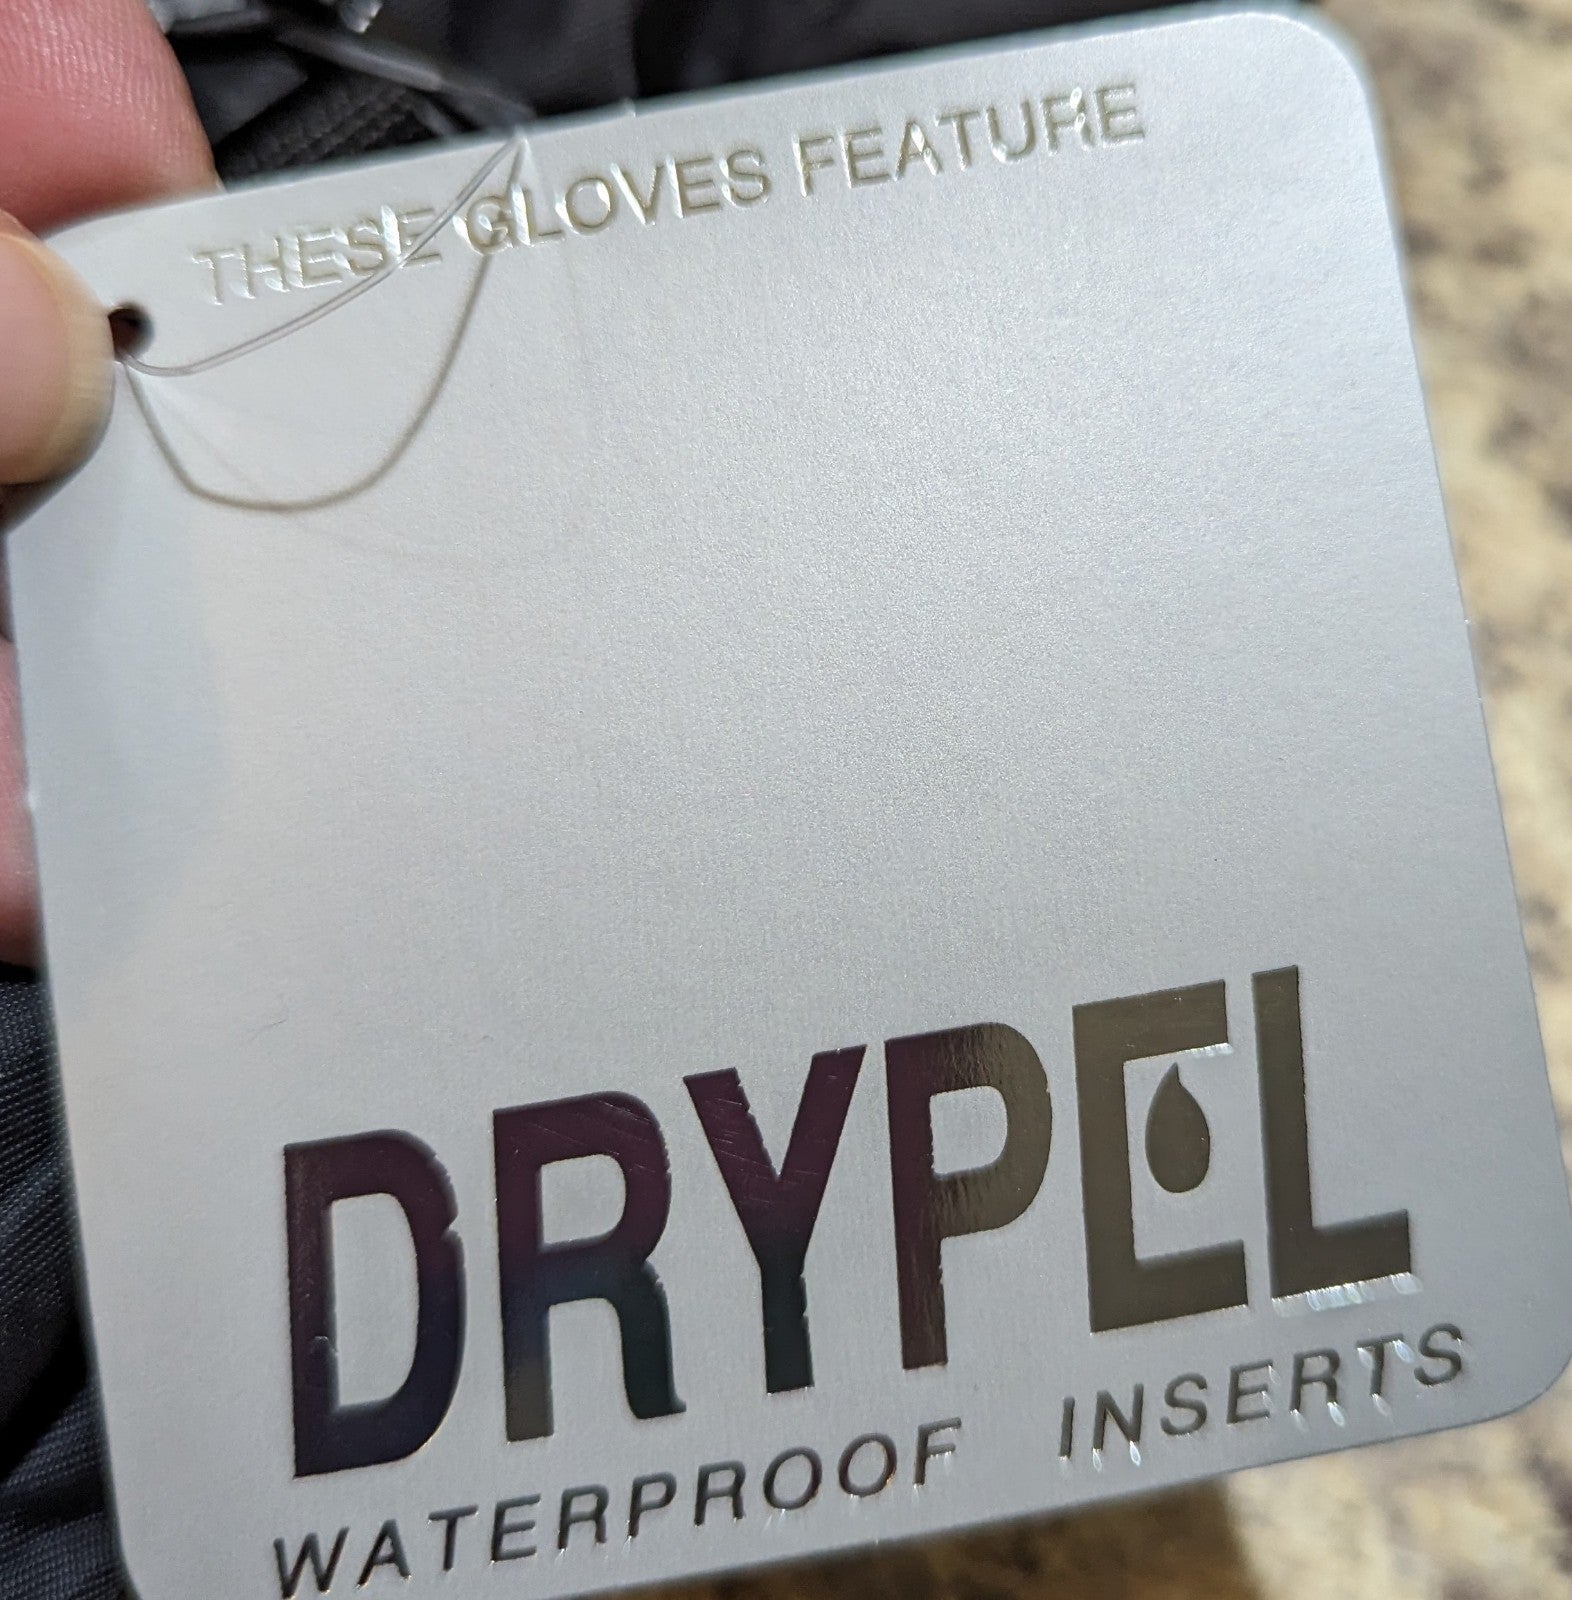 THESE GLOVES FEATURE
DRYPEL
WATERPROOF INSERTS